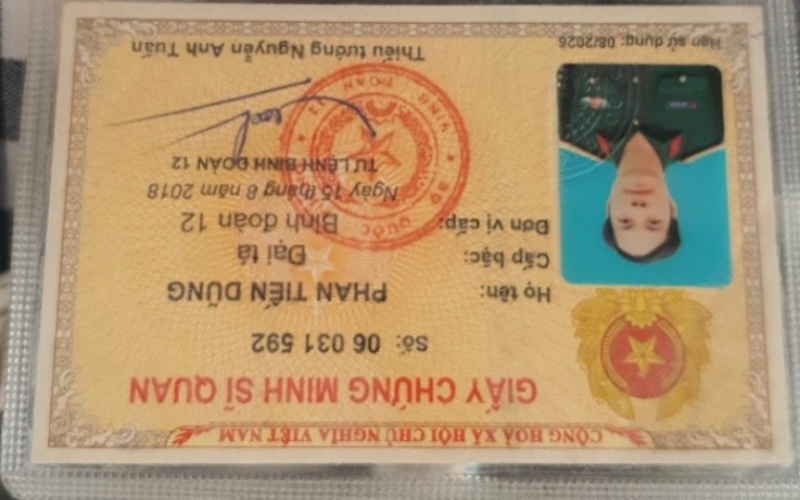 CỘNG HOÀ XÃ HỘI CHỦ NGHĨA VIỆT NAM
GIẤY CHỨNG MINH SĨ QUAN
Số: 06 031 592
Họ tên: PHAN TIẾN DŨNG
Cấp bậc: Đại tá
Đơn vị cấp: Binh đoàn 12
Ngày 15 tháng 8 năm 2018
TƯ LỆNH BINH ĐOÀN 12
Hạn sử dụng: 08/2026
Thiếu tướng Nguyễn Anh Tuấn